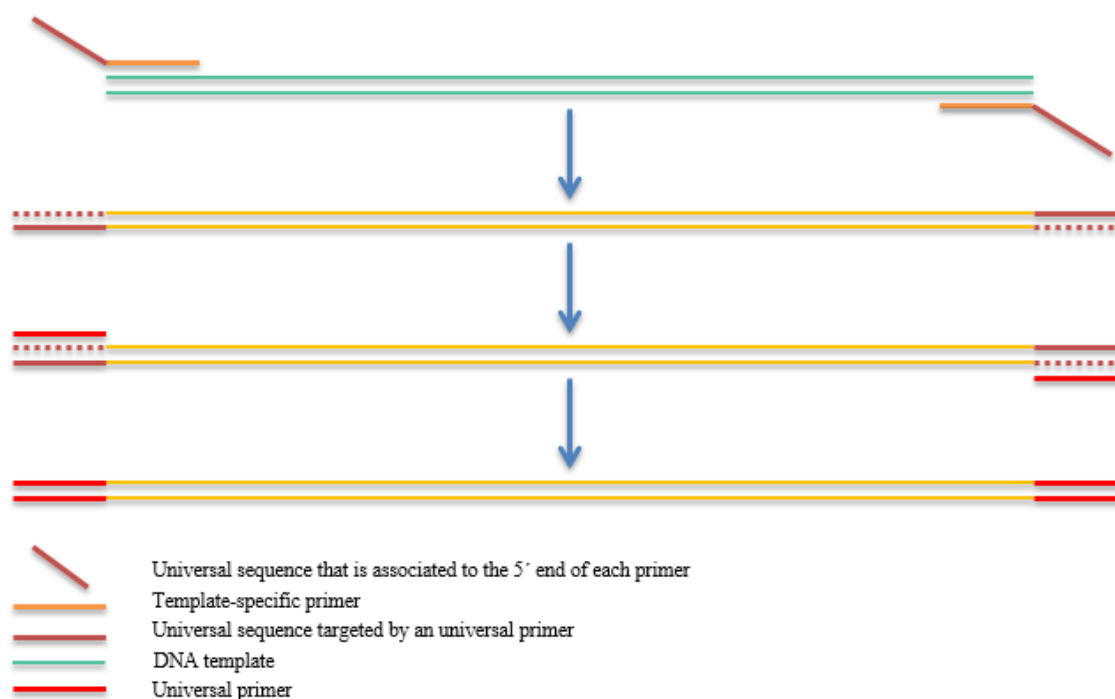 Universal sequence that is associated to the 5´ end of each primer
Template-specific primer
Universal sequence targeted by an universal primer
DNA template
Universal primer